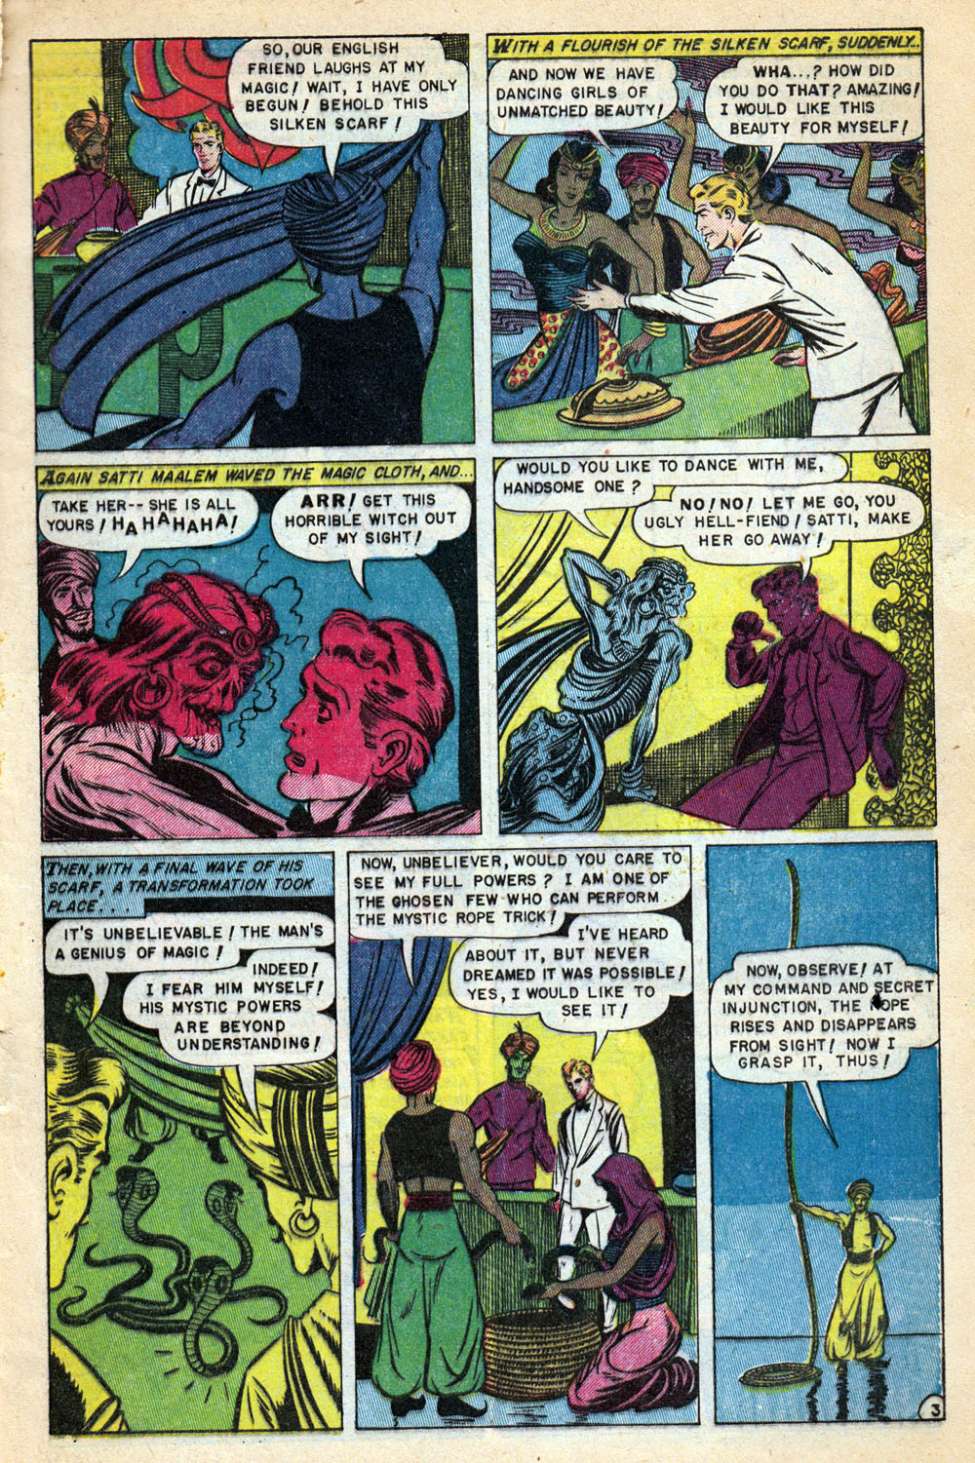 SO, OUR ENGLISH
FRIEND LAUGHS AT MY
MAGIC! WAIT, I HAVE ONLY
BEGUN! BEHOLD THIS
SILKEN SCARF!
WITH A FLOURISH OF THE SILKEN SCARF, SUDDENLY..
AND NOW WE HAVE
DANCING GIRLS OF
UNMATCHED BEAUTY!
WHA...? HOW DID
YOU DO THAT? AMAZING!
I WOULD LIKE THIS
BEAUTY FOR MYSELF!
AGAIN SATTI MAALEM WAVED THE MAGIC CLOTH, AND...
TAKE HER-- SHE IS ALL
YOURS! HAHAHAHA!
ARR! GET THIS
HORRIBLE WITCH OUT
OF MY SIGHT!
WOULD YOU LIKE TO DANCE WITH ME,
HANDSOME ONE?
NO! NO! LET ME GO, YOU
UGLY HELL-FIEND! SATTI, MAKE
HER GO AWAY!
THEN, WITH A FINAL WAVE OF HIS
SCARF, A TRANSFORMATION TOOK
PLACE...
IT'S UNBELIEVABLE! THE MAN'S
A GENIUS OF MAGIC!
INDEED!
I FEAR HIM MYSELF!
HIS MYSTIC POWERS
ARE BEYOND
UNDERSTANDING!
NOW, UNBELIEVER, WOULD YOU CARE TO
SEE MY FULL POWERS? I AM ONE OF
THE CHOSEN FEW WHO CAN PERFORM
THE MYSTIC ROPE TRICK!
I'VE HEARD
ABOUT IT, BUT NEVER
DREAMED IT WAS POSSIBLE!
YES, I WOULD LIKE TO
SEE IT!
NOW, OBSERVE! AT
MY COMMAND AND SECRET
INJUNCTION, THE ROPE
RISES AND DISAPPEARS
FROM SIGHT! NOW I
GRASP IT, THUS!
3